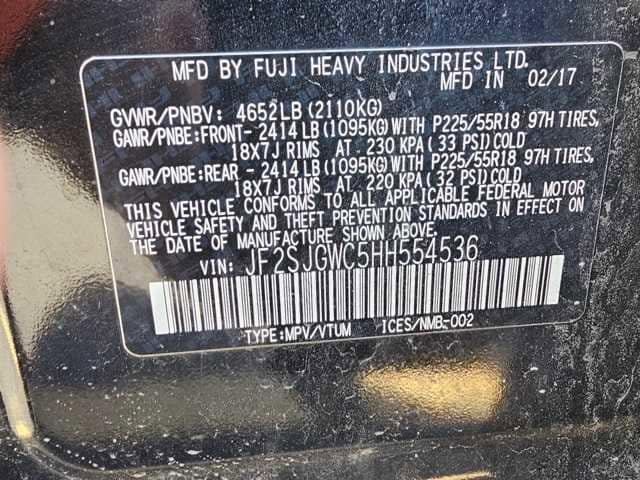 MFD BY FUJI HEAVY INDUSTRIES LTD.
MFD IN 02/17
GVWR/PNBV: 4652LB (2110KG)
GAWR/PNBE:FRONT- 2414LB (1095KG) WITH P225/55R18 97H TIRES,
18X7J RIMS AT 230 KPA (33 PSI) COLD
GAWR/PNBE:REAR - 2414LB (1095KG) WITH P225/55R18 97H TIRES,
18X7J RIMS AT 220 KPA (32 PSI) COLD
THIS VEHICLE CONFORMS TO ALL APPLICABLE FEDERAL MOTOR
VEHICLE SAFETY AND THEFT PREVENTION STANDARDS IN EFFECT ON
THE DATE OF MANUFACTURE SHOWN ABOVE.
VIN: JF2SJGWC5HH554536
TYPE:MPV/VTUM ICES/NMB-002